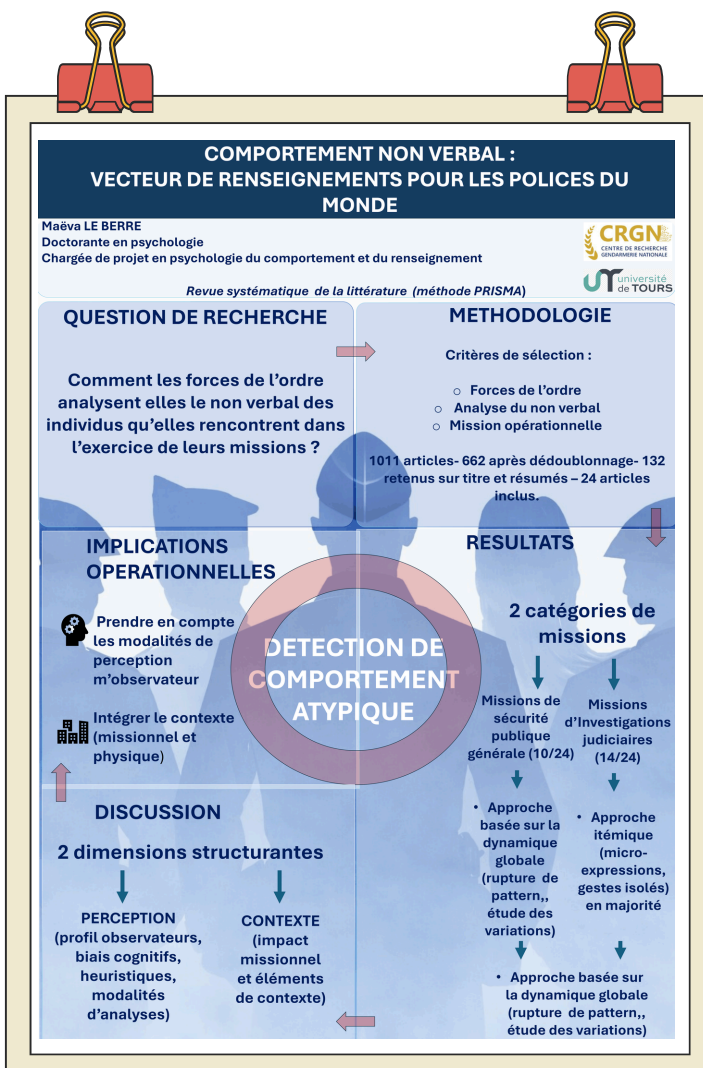 COMPORTEMENT NON VERBAL :
VECTEUR DE RENSEIGNEMENTS POUR LES POLICES DU
MONDE
Maëva LE BERRE
Doctorante en psychologie
Chargée de projet en psychologie du comportement et du renseignement
CRGN
CENTRE DE RECHERCHE
GENDARMERIE NATIONALE
UT université
de TOURS
Revue systématique de la littérature (méthode PRISMA)
QUESTION DE RECHERCHE
Comment les forces de l'ordre
analysent elles le non verbal des
individus qu'elles rencontrent dans
l'exercice de leurs missions ?
METHODOLOGIE
Critères de sélection :
o Forces de l'ordre
o Analyse du non verbal
o Mission opérationnelle
1011 articles- 662 après dédoublonnage- 132
retenus sur titre et résumés – 24 articles
inclus.
RESULTATS
2 catégories de
missions
Missions de
sécurité
publique
générale (10/24)
• Approche
basée sur la
dynamique
globale
(rupture de
pattern,,
étude des
variations)
Missions
d'Investigations
judiciaires
(14/24)
• Approche
itémique
(micro-
expressions,
gestes isolés)
en majorité
• Approche basée sur
la dynamique globale
(rupture de pattern,,
étude des variations)
DISCUSSION
2 dimensions structurantes
PERCEPTION
(profil observateurs,
biais cognitifs,
heuristiques,
modalités
d'analyses)
CONTEXTE
(impact
missionnel
et éléments
de contexte)
IMPLICATIONS
OPERATIONNELLES
Prendre en compte
les modalités de
perception
m'observateur
Intégrer le contexte
(missionnel et
physique)
DETECTION DE
COMPORTEMENT
ATYPIQUE